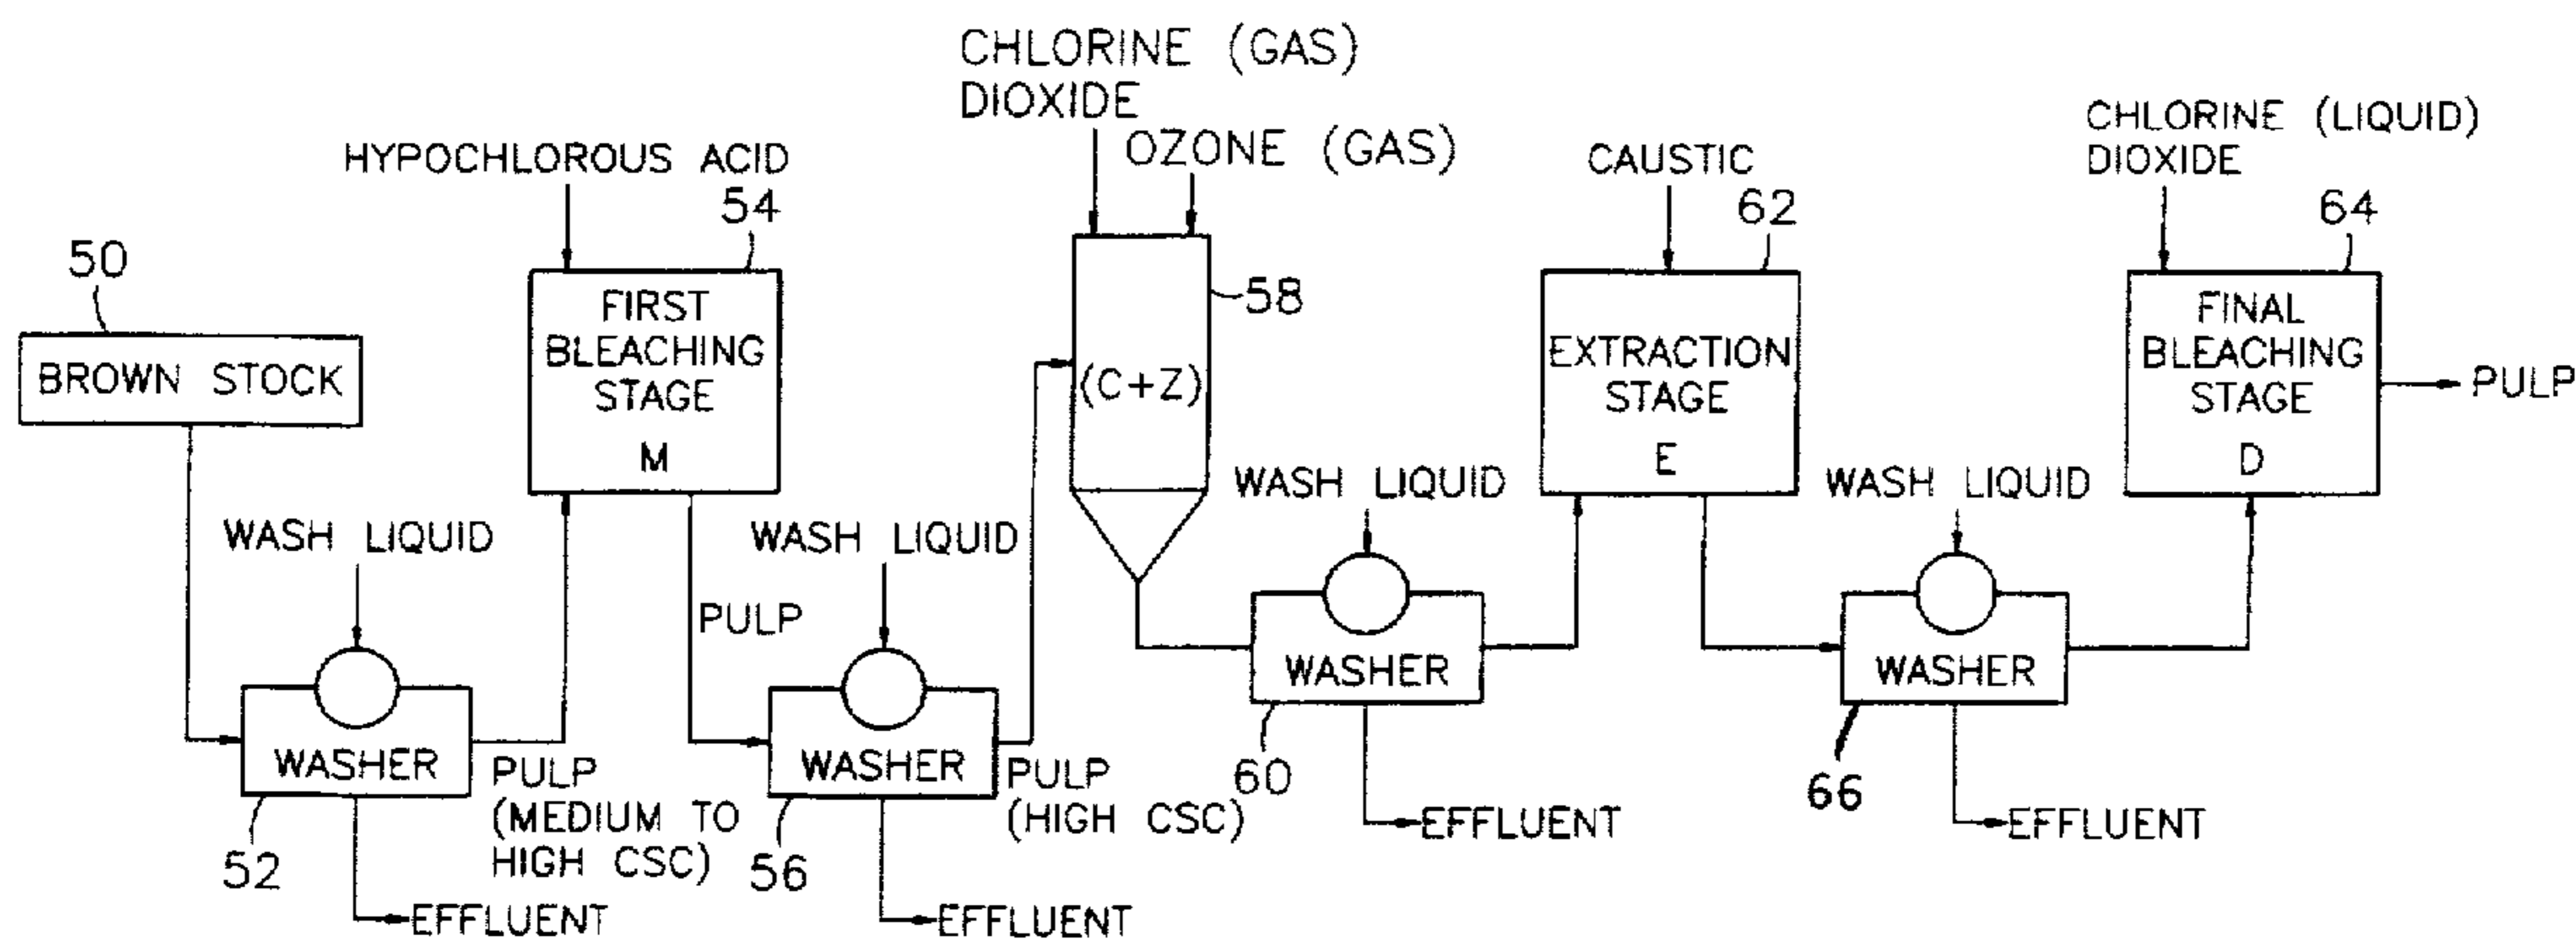 CHLORINE (GAS)
DIOXIDE
OZONE (GAS)
HYPOCHLOROUS ACID
54
CAUSTIC
62
CHLORINE (LIQUID)
DIOXIDE
64
50
BROWN STOCK
FIRST
BLEACHING
STAGE
M
58
(C+Z)
EXTRACTION
STAGE
E
FINAL
BLEACHING
STAGE
D
PULP
WASH LIQUID
WASHER
52
PULP
(MEDIUM TO
HIGH CSC)
EFFLUENT
PULP
WASH LIQUID
WASHER
56
PULP
(HIGH CSC)
EFFLUENT
WASH LIQUID
WASHER
60
EFFLUENT
WASH LIQUID
WASHER
66
EFFLUENT